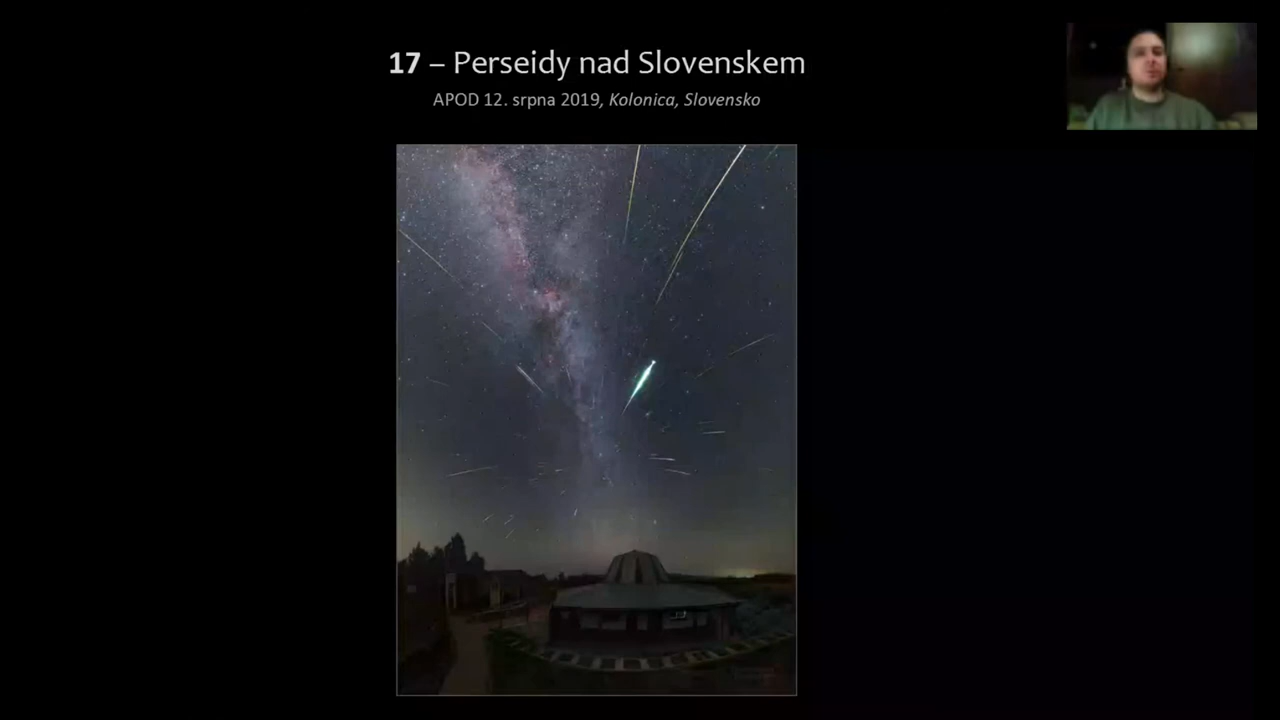 17 – Perseidy nad Slovenskem
APOD 12. srpna 2019, Kolonica, Slovensko